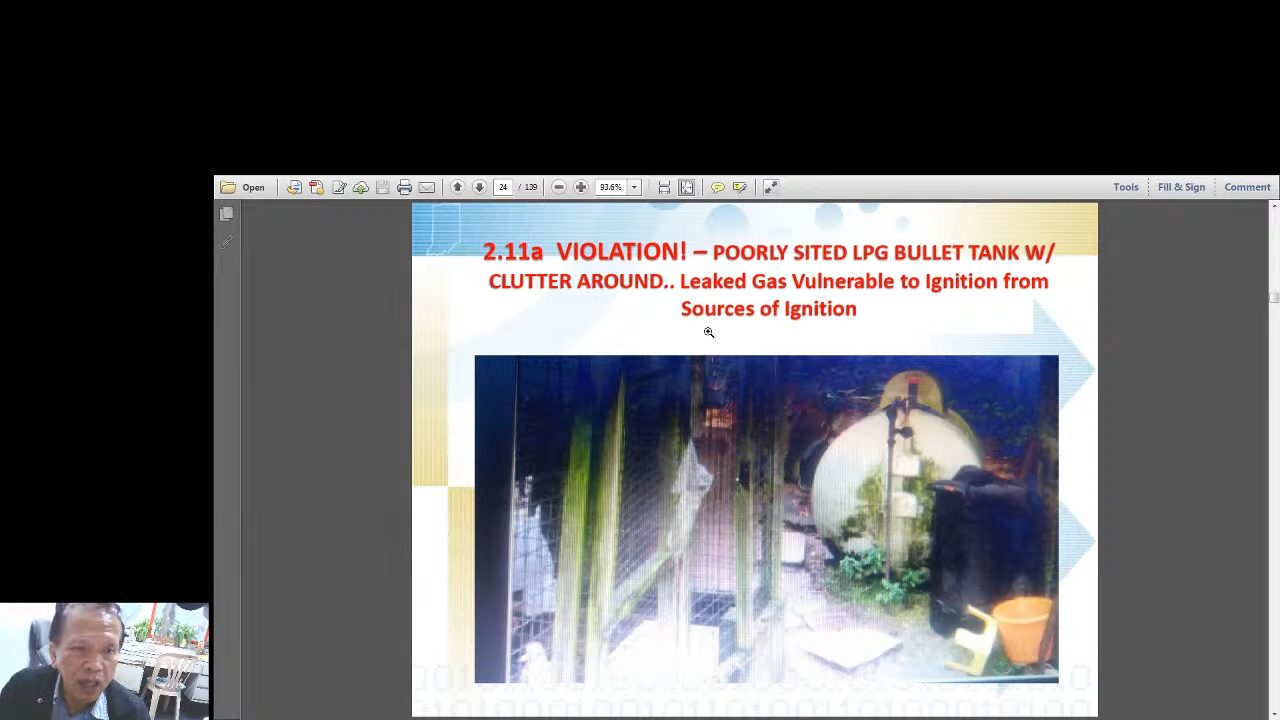 Open
24 / 139
93.6%
Tools
Fill & Sign
Comment
2.11a VIOLATION! – POORLY SITED LPG BULLET TANK W/
CLUTTER AROUND.. Leaked Gas Vulnerable to Ignition from
Sources of Ignition